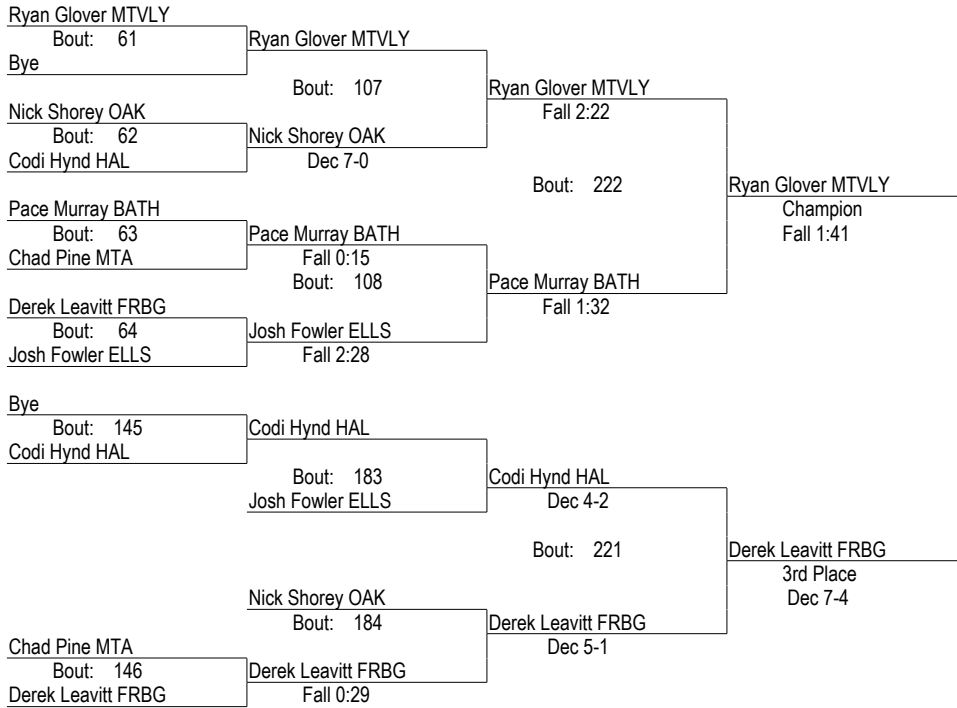 Ryan Glover MTVLY
Bout: 61
Bye
Ryan Glover MTVLY
Bout: 107
Nick Shorey OAK
Bout: 62
Codi Hynd HAL
Nick Shorey OAK
Dec 7-0
Ryan Glover MTVLY
Fall 2:22
Bout: 222
Ryan Glover MTVLY
Champion
Fall 1:41
Pace Murray BATH
Bout: 63
Chad Pine MTA
Pace Murray BATH
Fall 0:15
Bout: 108
Pace Murray BATH
Fall 1:32
Derek Leavitt FRBG
Bout: 64
Josh Fowler ELLS
Josh Fowler ELLS
Fall 2:28
Bye
Bout: 145
Codi Hynd HAL
Codi Hynd HAL
Bout: 183
Josh Fowler ELLS
Codi Hynd HAL
Dec 4-2
Bout: 221
Derek Leavitt FRBG
3rd Place
Dec 7-4
Nick Shorey OAK
Bout: 184
Derek Leavitt FRBG
Dec 5-1
Chad Pine MTA
Bout: 146
Derek Leavitt FRBG
Derek Leavitt FRBG
Fall 0:29